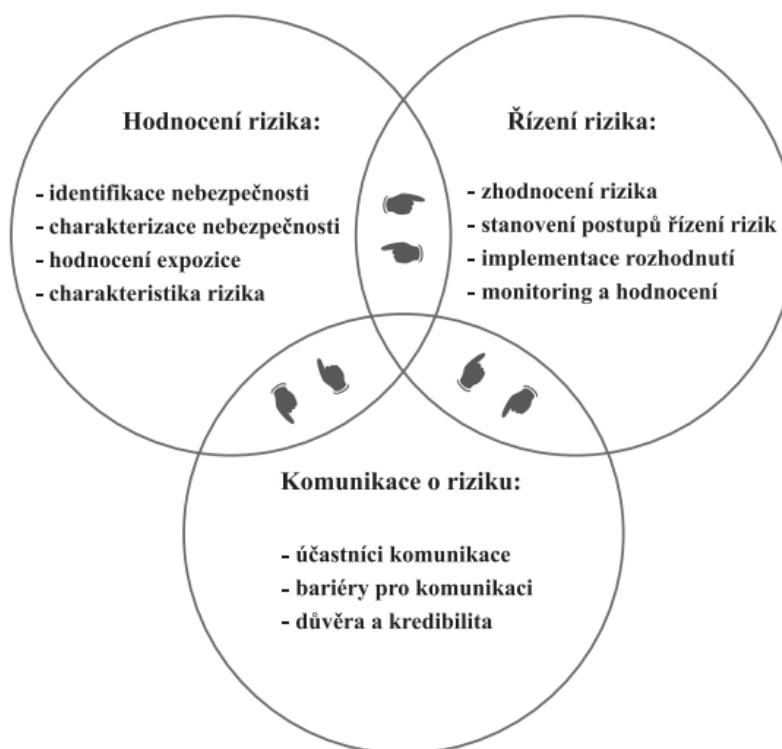 Hodnocení rizika:
- identifikace nebezpečnosti
- charakterizace nebezpečnosti
- hodnocení expozice
- charakteristika rizika
Řízení rizika:
- zhodnocení rizika
- stanovení postupů řízení rizik
- implementace rozhodnutí
- monitoring a hodnocení
Komunikace o riziku:
- účastníci komunikace
- bariéry pro komunikaci
- důvěra a kredibilita